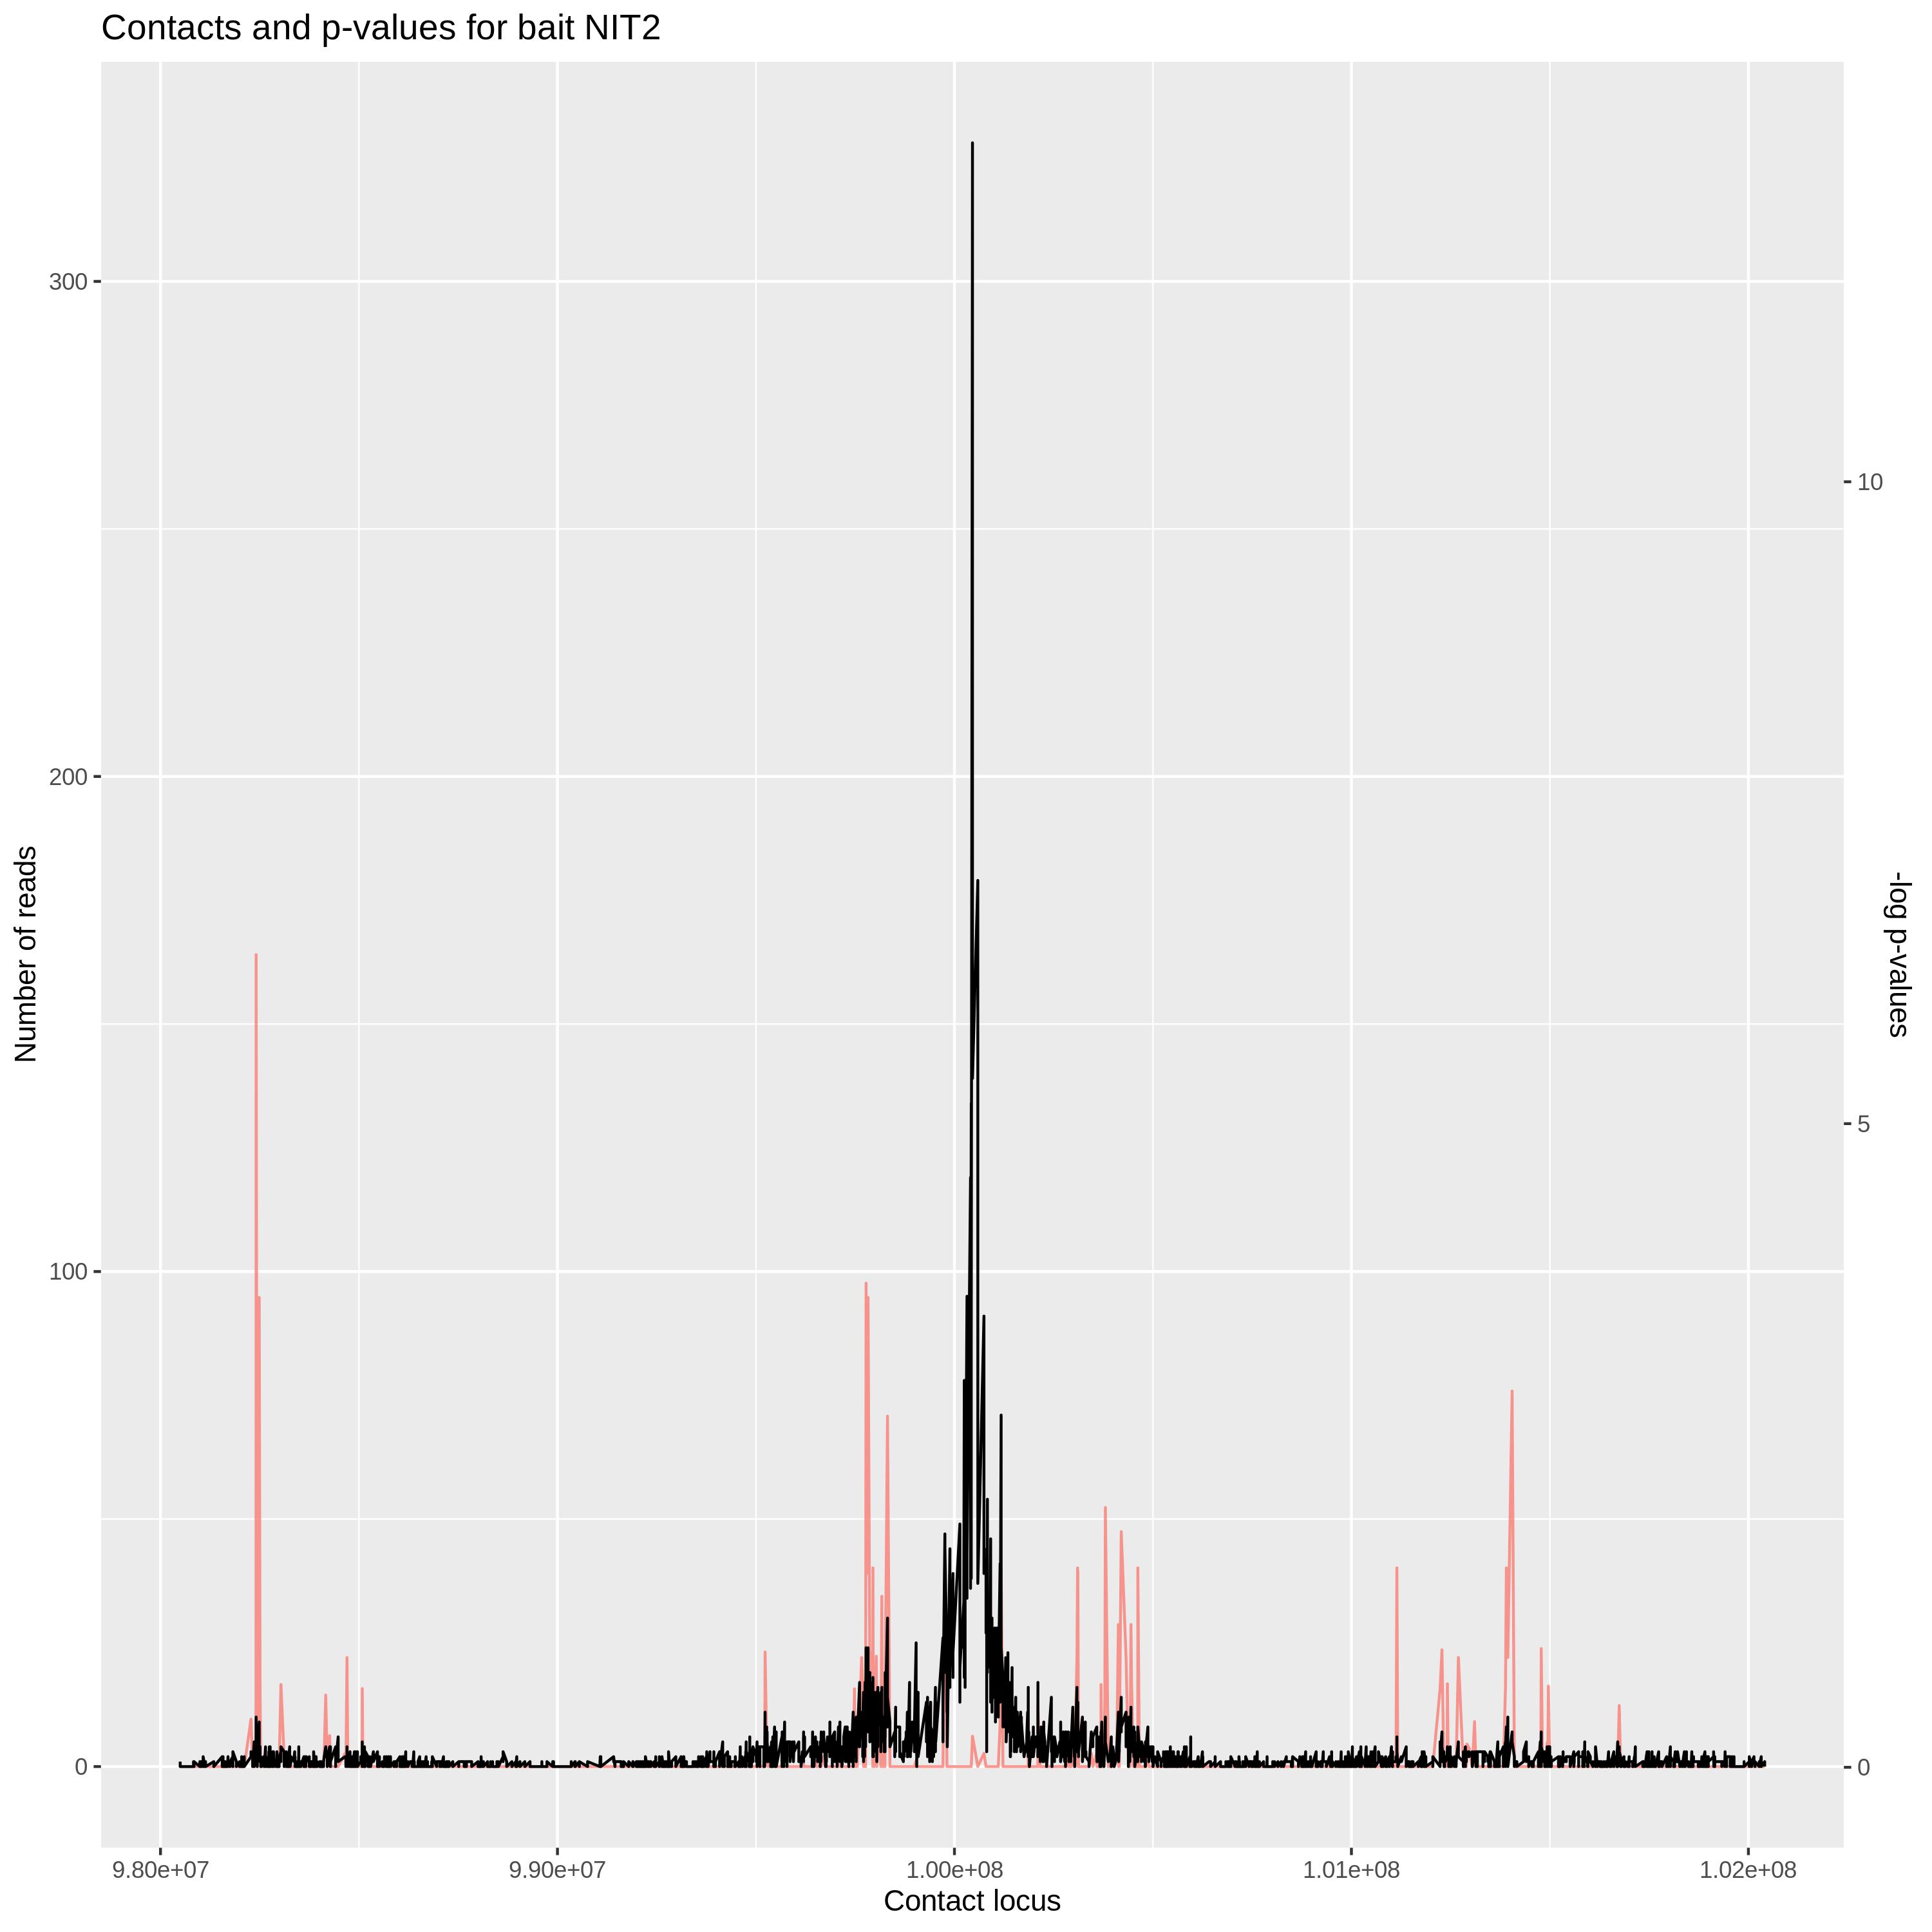 Contacts and p-values for bait NIT2
Number of reads
300
200
100
0
10
5
0
-log p-values
9.80e+07
9.90e+07
1.00e+08
1.01e+08
1.02e+08
Contact locus